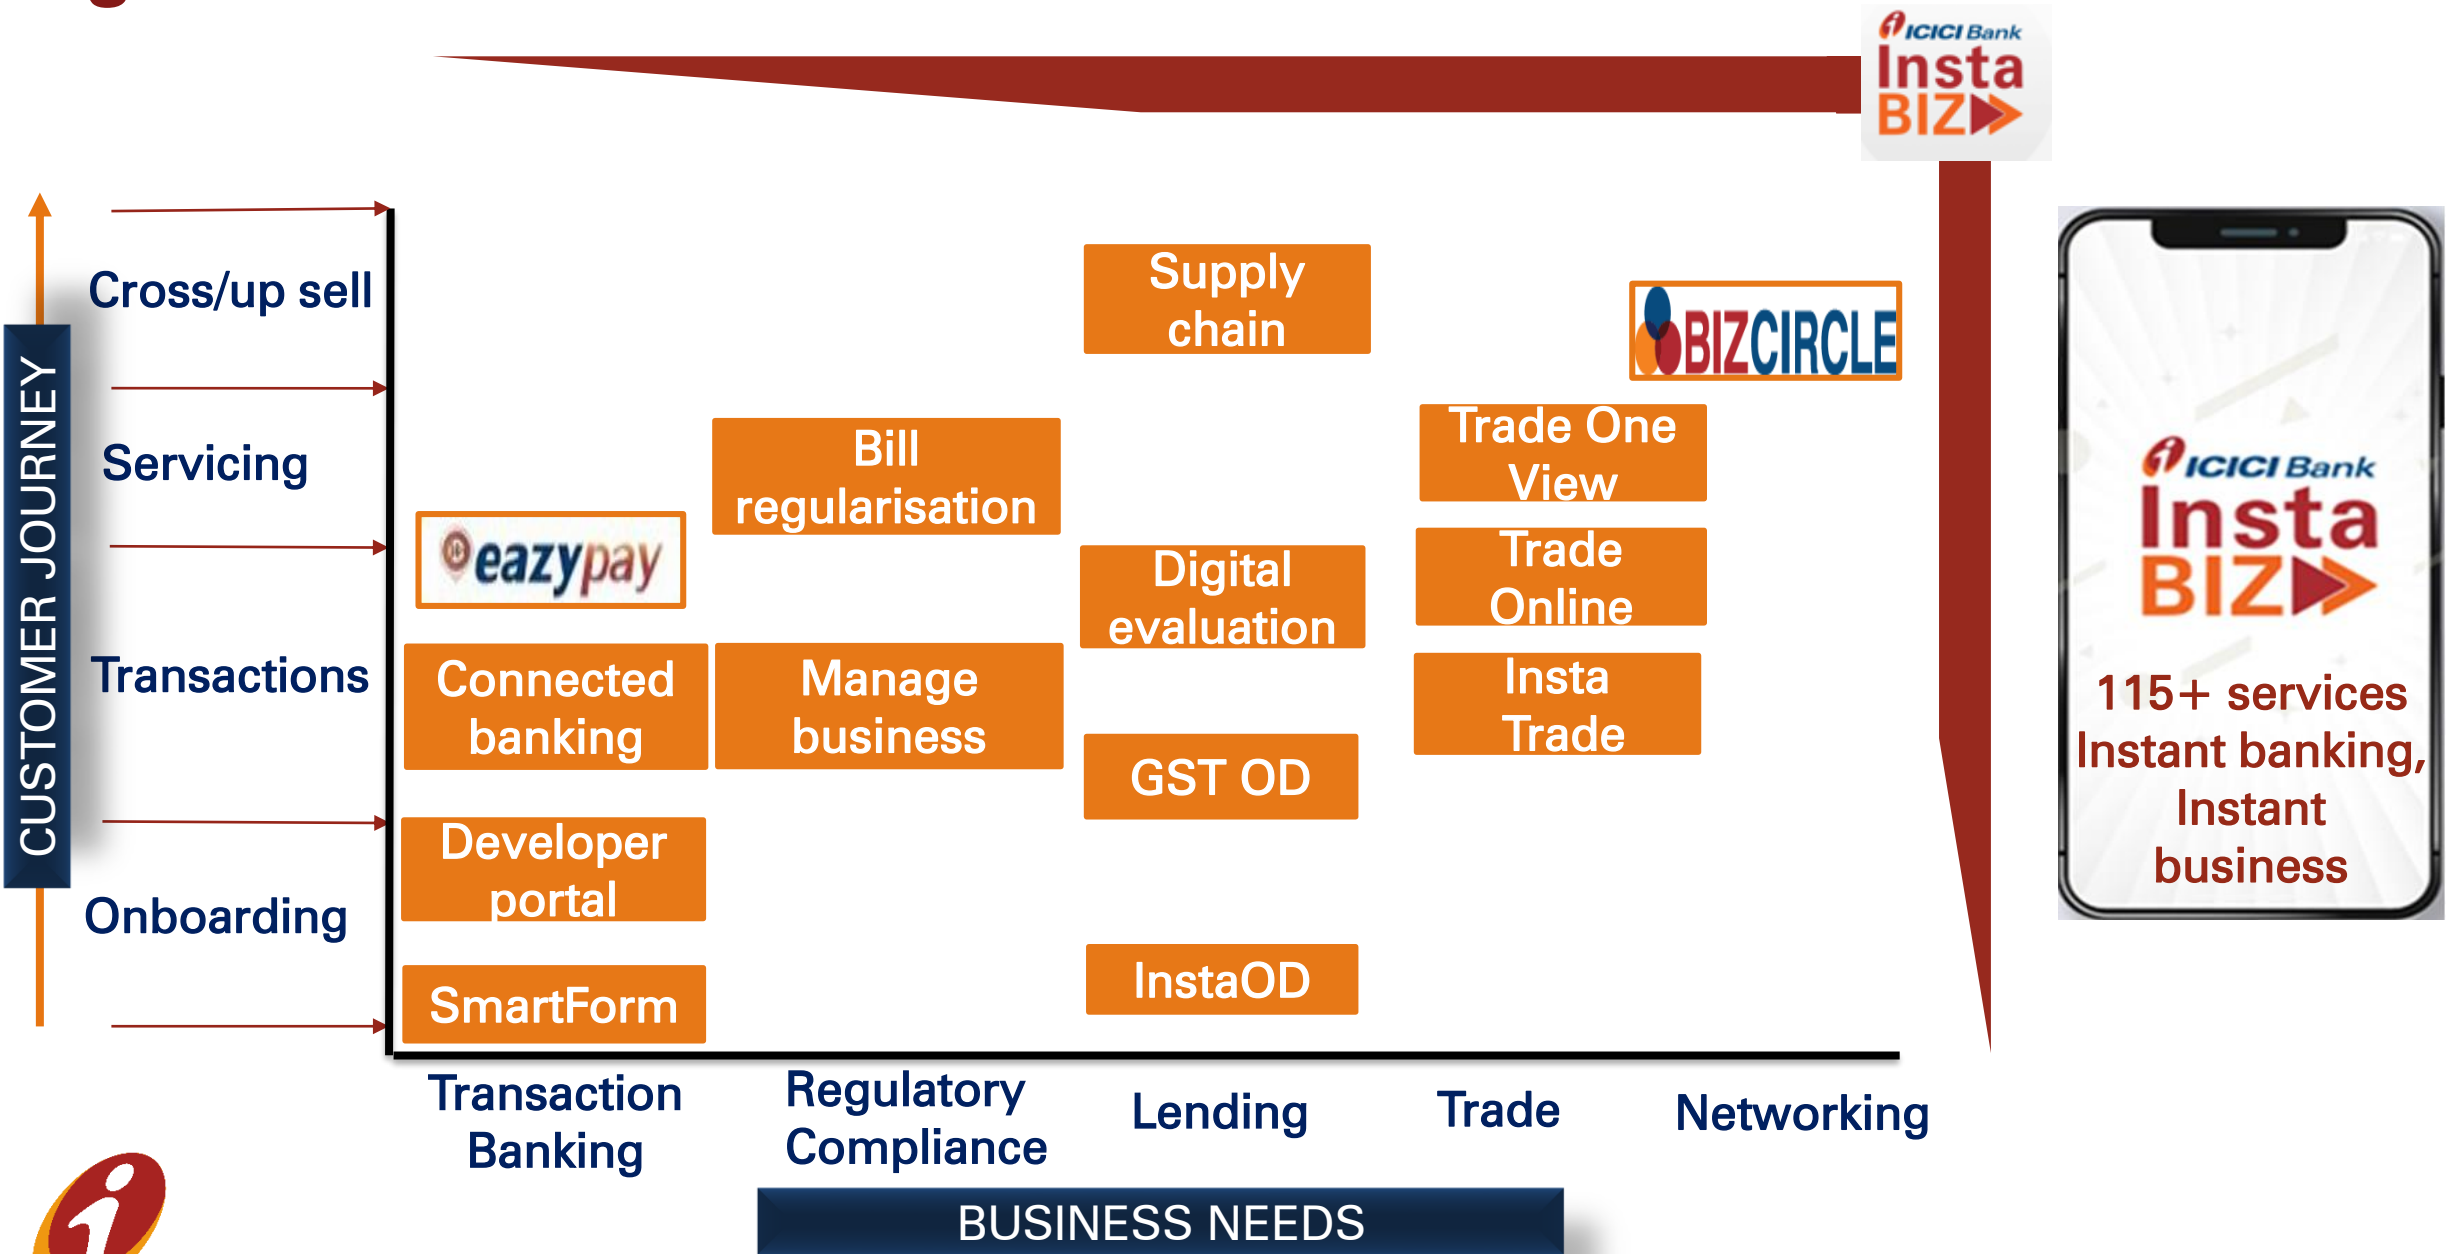 ICICI Bank
Insta
BIZ
CUSTOMER JOURNEY
Cross/up sell
Servicing
Transactions
Onboarding
Supply
chain
BIZCIRCLE
Bill
regularisation
Trade One
View
eazypay
Digital
evaluation
Trade
Online
Connected
banking
Manage
business
Insta
Trade
GST OD
Developer
portal
InstaOD
SmartForm
Transaction
Banking
Regulatory
Compliance
Lending
Trade
Networking
BUSINESS NEEDS
ICICI Bank
Insta
BIZ
115+ services
Instant banking,
Instant
business